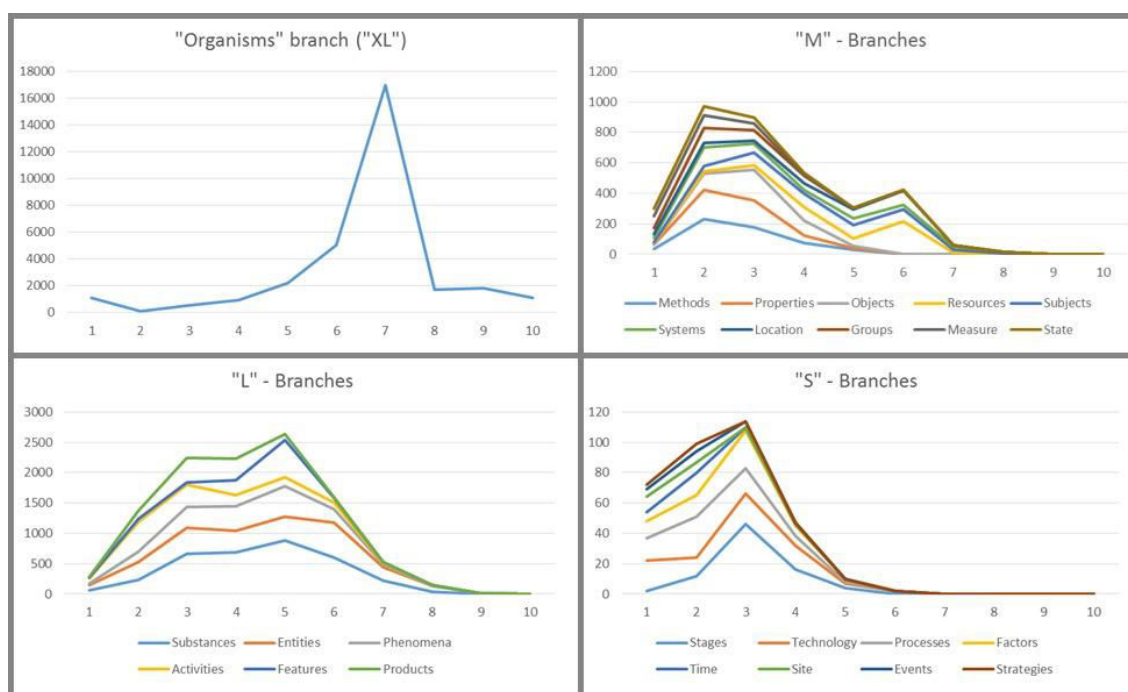 "Organisms" branch ("XL")
18000
16000
14000
12000
10000
8000
6000
4000
2000
0
1 2 3 4 5 6 7 8 9 10
"M" - Branches
1200
1000
800
600
400
200
0
1 2 3 4 5 6 7 8 9 10
Methods Properties Objects Resources Subjects
Systems Location Groups Measure State
"L" - Branches
3000
2500
2000
1500
1000
500
0
1 2 3 4 5 6 7 8 9 10
Substances Entities Phenomena
Activities Features Products
"S" - Branches
120
100
80
60
40
20
0
1 2 3 4 5 6 7 8 9 10
Stages Technology Processes Factors
Time Site Events Strategies